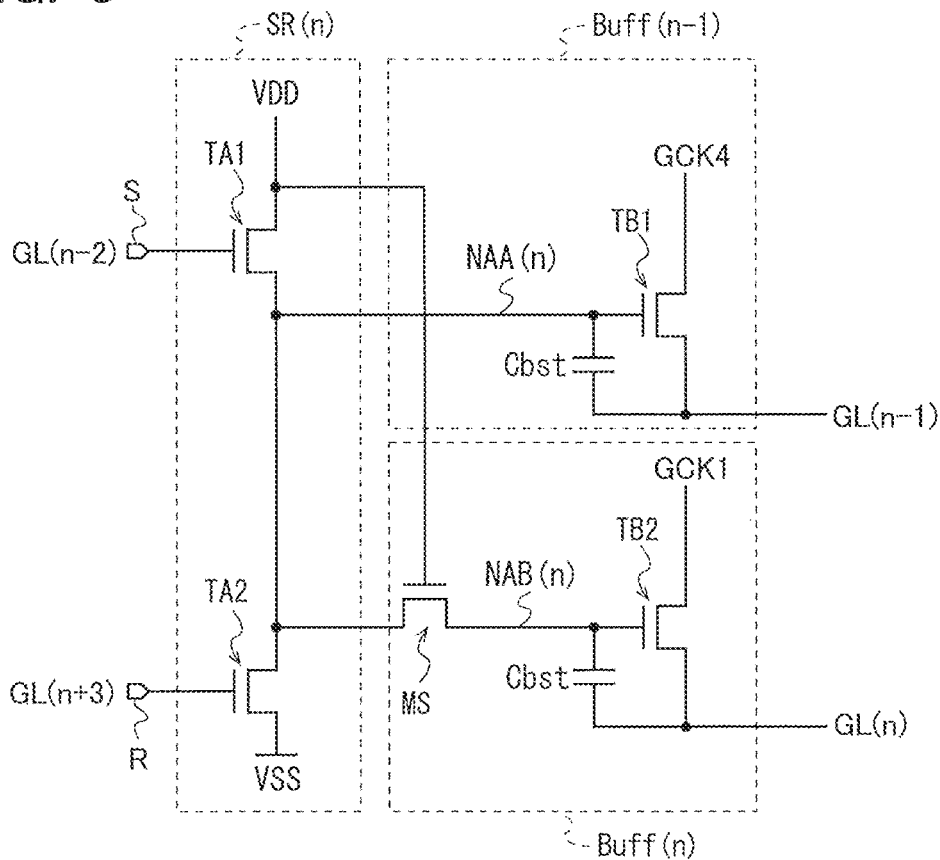 SR(n)
Buff(n-1)
VDD
TA1
S
GL(n-2)
GCK4
TB1
NAA(n)
Cbst
GL(n-1)
GCK1
TB2
NAB(n)
TA2
MS
Cbst
GL(n+3)
R
VSS
GL(n)
Buff(n)